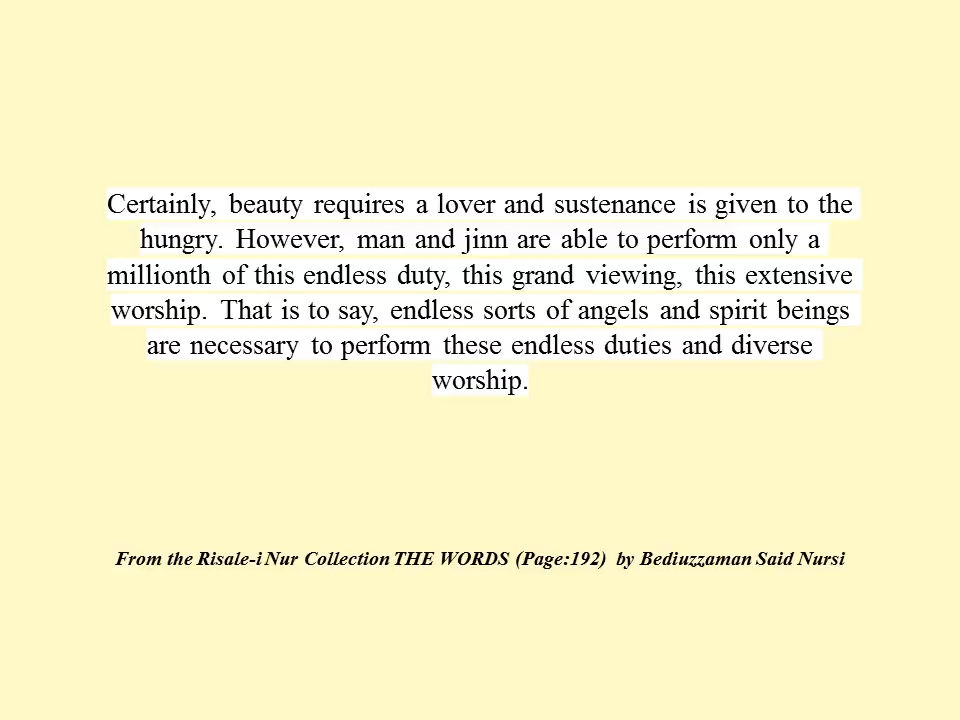 Certainly, beauty requires a lover and sustenance is given to the
hungry. However, man and jinn are able to perform only a
millionth of this endless duty, this grand viewing, this extensive
worship. That is to say, endless sorts of angels and spirit beings
are necessary to perform these endless duties and diverse
worship.
From the Risale-i Nur Collection THE WORDS (Page:192) by Bediuzzaman Said Nursi